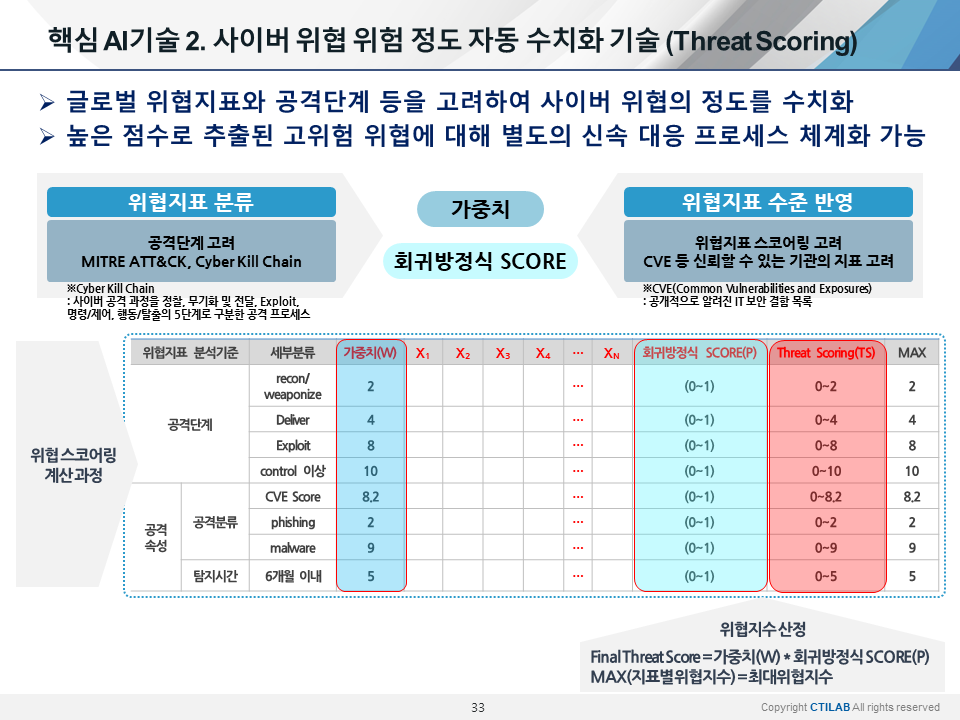 핵심 AI기술 2. 사이버 위협 위험 정도 자동 수치화 기술 (Threat Scoring)
➢ 글로벌 위협지표와 공격단계 등을 고려하여 사이버 위협의 정도를 수치화
➢ 높은 점수로 추출된 고위험 위협에 대해 별도의 신속 대응 프로세스 체계화 가능
위협지표 분류
공격단계 고려
MITRE ATT&CK, Cyber Kill Chain
※Cyber Kill Chain
: 사이버 공격 과정을 정찰, 무기화 및 전달, Exploit,
명령/제어, 행동/탈출의 5단계로 구분한 공격 프로세스
가중치
회귀방정식 SCORE
위협지표 수준 반영
위협지표 스코어링 고려
CVE 등 신뢰할 수 있는 기관의 지표 고려
※CVE(Common Vulnerabilities and Exposures)
: 공개적으로 알려진 IT 보안 결함 목록
위협 스코어링
계산 과정
위협지표 분석기준 세부분류 가중치(W) X₁ X₂ X₃ X₄ … X_N 회귀방정식 SCORE(P) Threat Scoring(TS) MAX
공격단계
recon/
weaponize 2 … (0~1) 0~2 2
Deliver 4 … (0~1) 0~4 4
Exploit 8 … (0~1) 0~8 8
control 이상 10 … (0~1) 0~10 10
공격
속성
공격분류
CVE Score 8.2 … (0~1) 0~8.2 8.2
phishing 2 … (0~1) 0~2 2
malware 9 … (0~1) 0~9 9
탐지시간 6개월 이내 5 … (0~1) 0~5 5
위협지수 산정
Final Threat Score = 가중치(W) * 회귀방정식 SCORE(P)
MAX(지표별 위협지수) = 최대위협지수
33
Copyright CTILAB All rights reserved